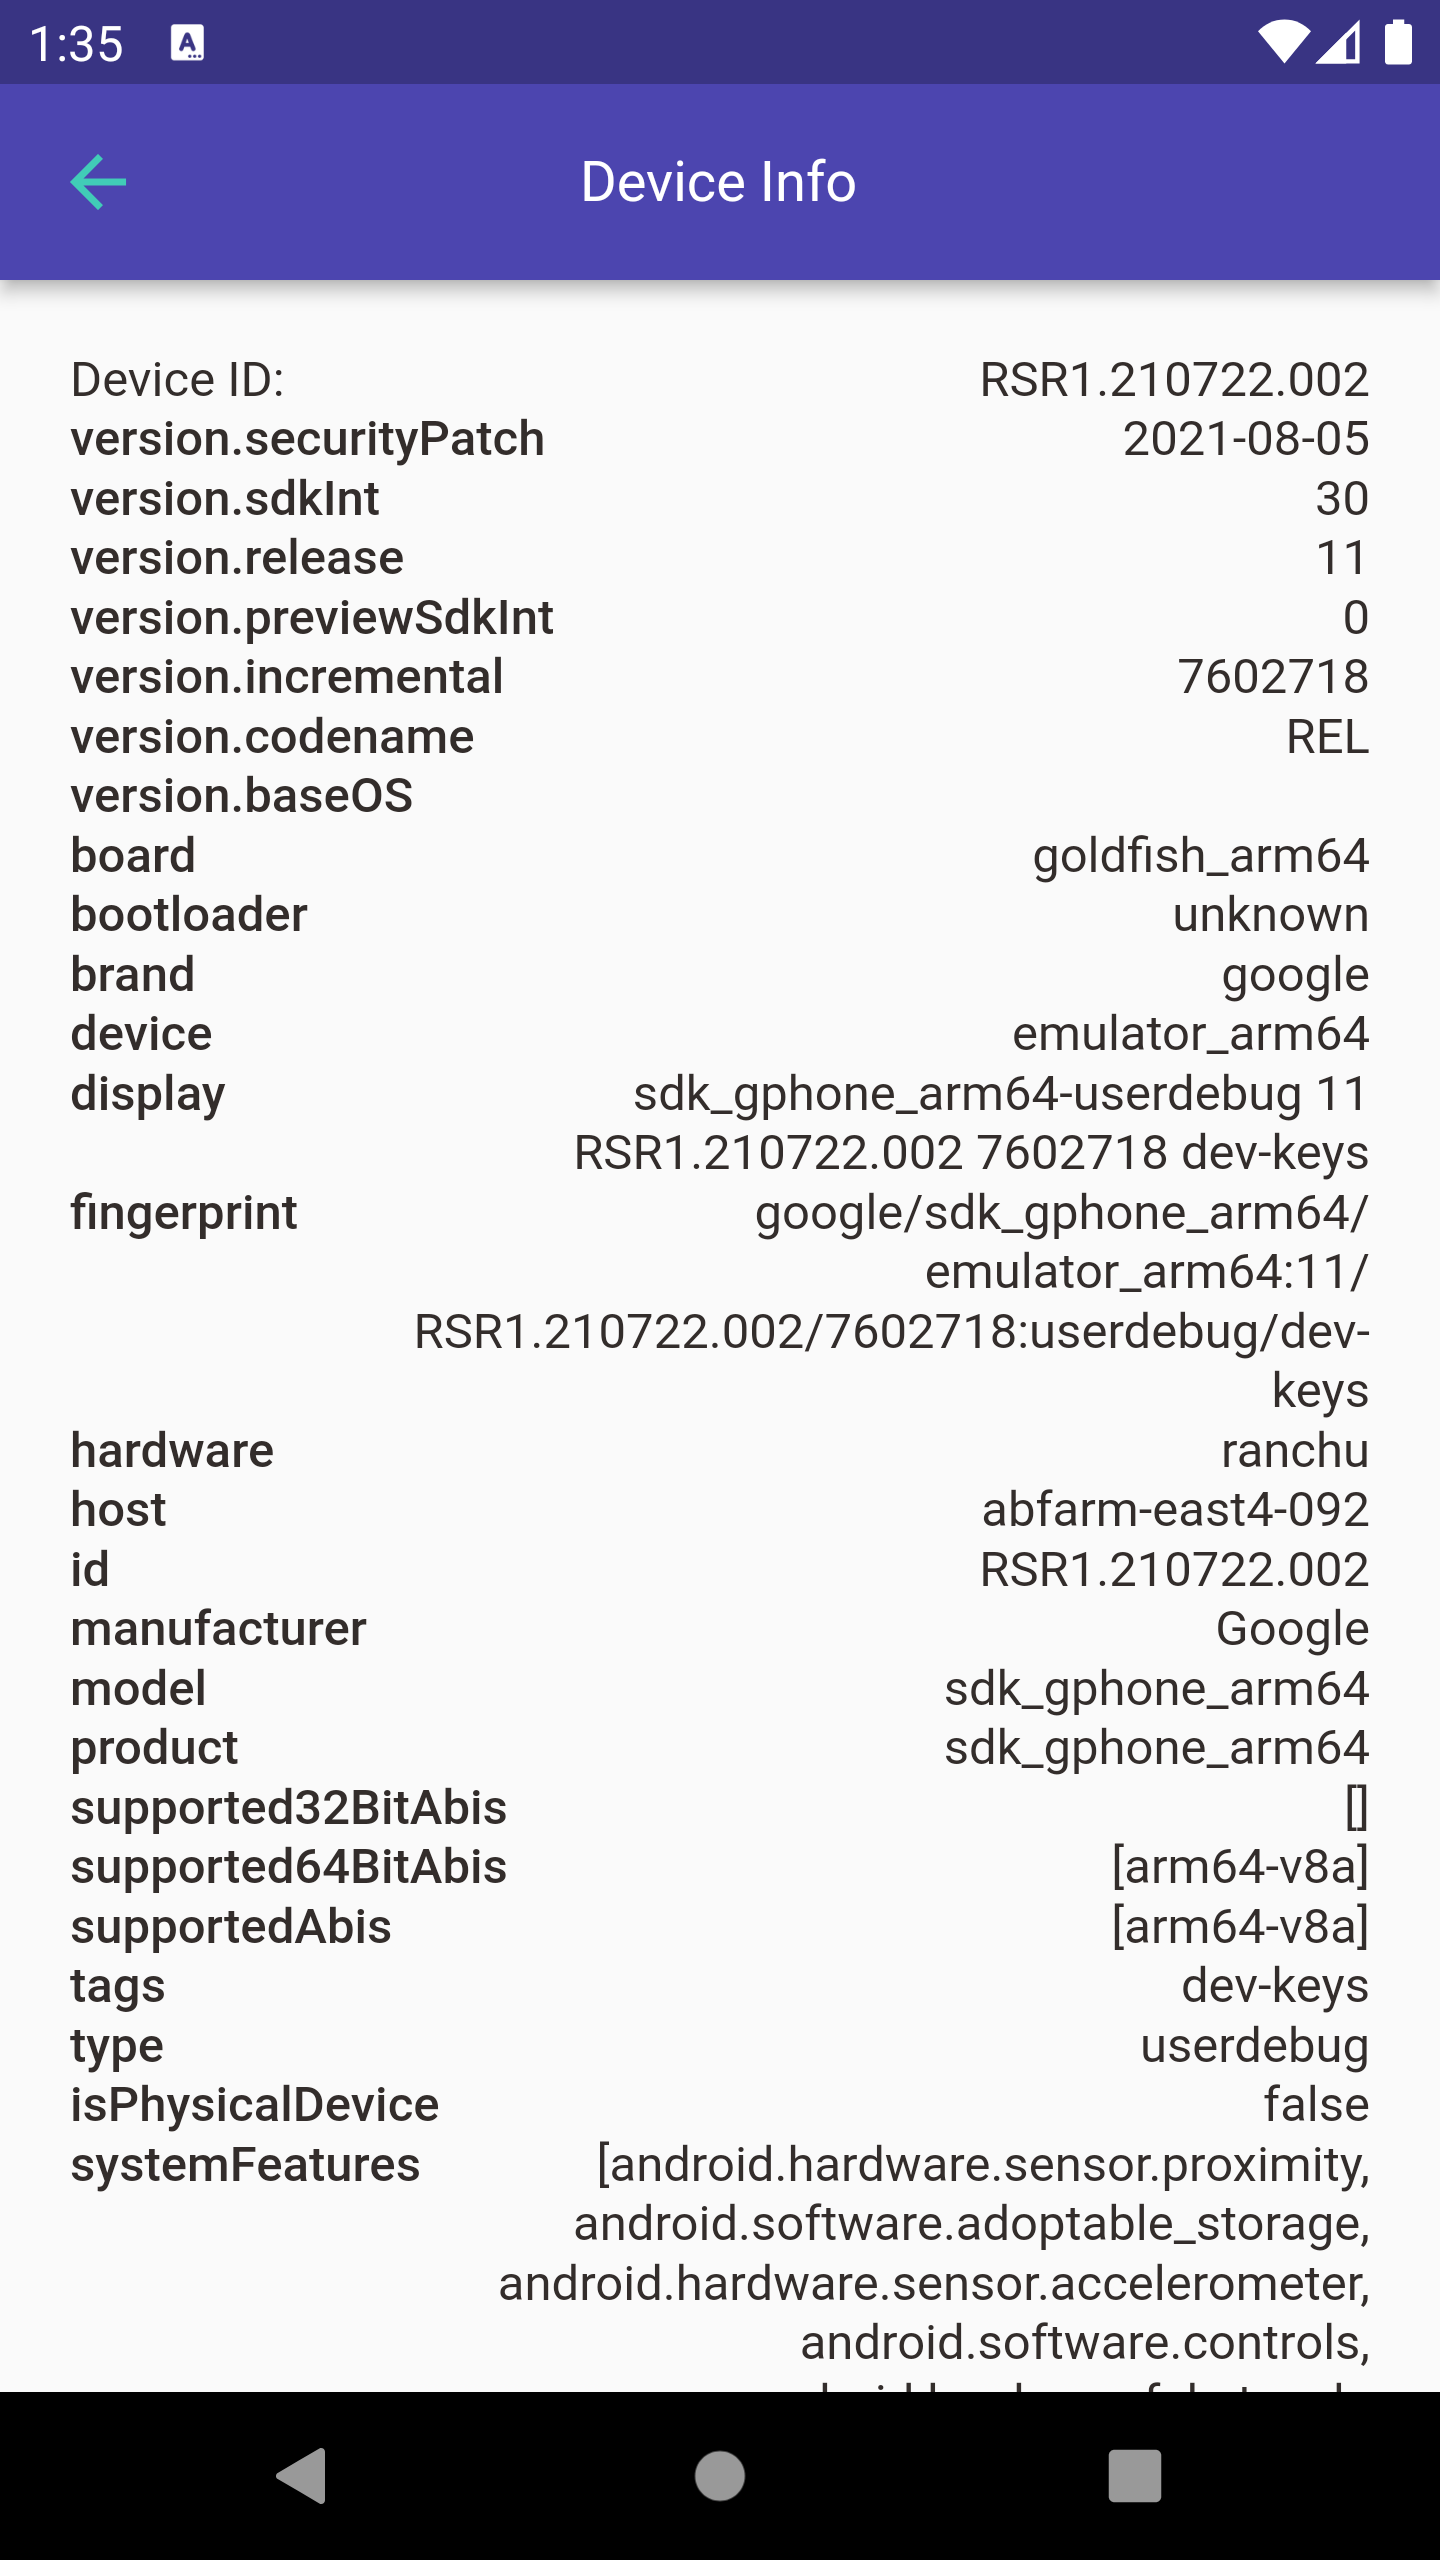 1:35
Device Info
Device ID: RSR1.210722.002
version.securityPatch 2021-08-05
version.sdkInt 30
version.release 11
version.previewSdkInt 0
version.incremental 7602718
version.codename REL
version.baseOS
board goldfish_arm64
bootloader unknown
brand google
device emulator_arm64
display sdk_gphone_arm64-userdebug 11
RSR1.210722.002 7602718 dev-keys
fingerprint google/sdk_gphone_arm64/
emulator_arm64:11/
RSR1.210722.002/7602718:userdebug/dev-
keys
hardware ranchu
host abfarm-east4-092
id RSR1.210722.002
manufacturer Google
model sdk_gphone_arm64
product sdk_gphone_arm64
supported32BitAbis []
supported64BitAbis [arm64-v8a]
supportedAbis [arm64-v8a]
tags dev-keys
type userdebug
isPhysicalDevice false
systemFeatures [android.hardware.sensor.proximity,
android.software.adoptable_storage,
android.hardware.sensor.accelerometer,
android.software.controls,